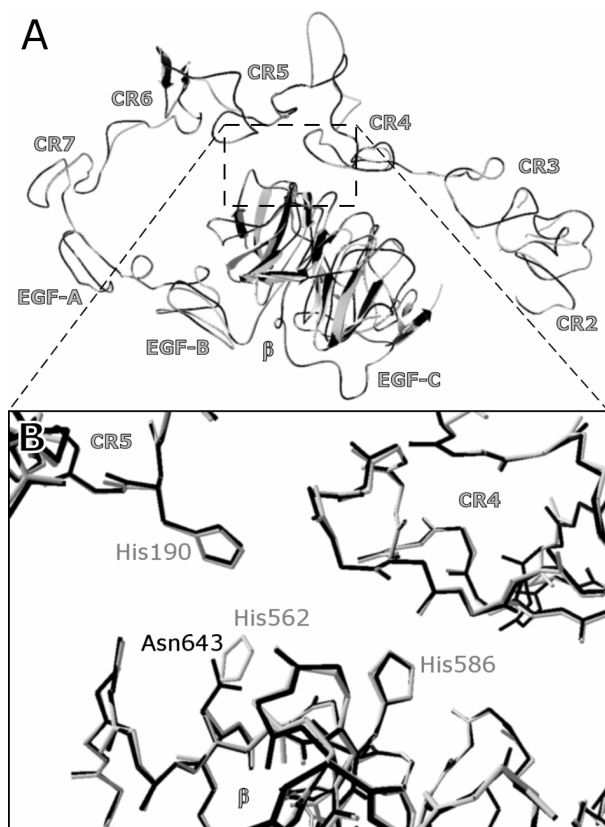 A
CR5
CR6
CR4
CR7
CR3
EGF-A
CR2
EGF-B
β
EGF-C
B
CR5
CR4
His190
His562
Asn643
His586
β